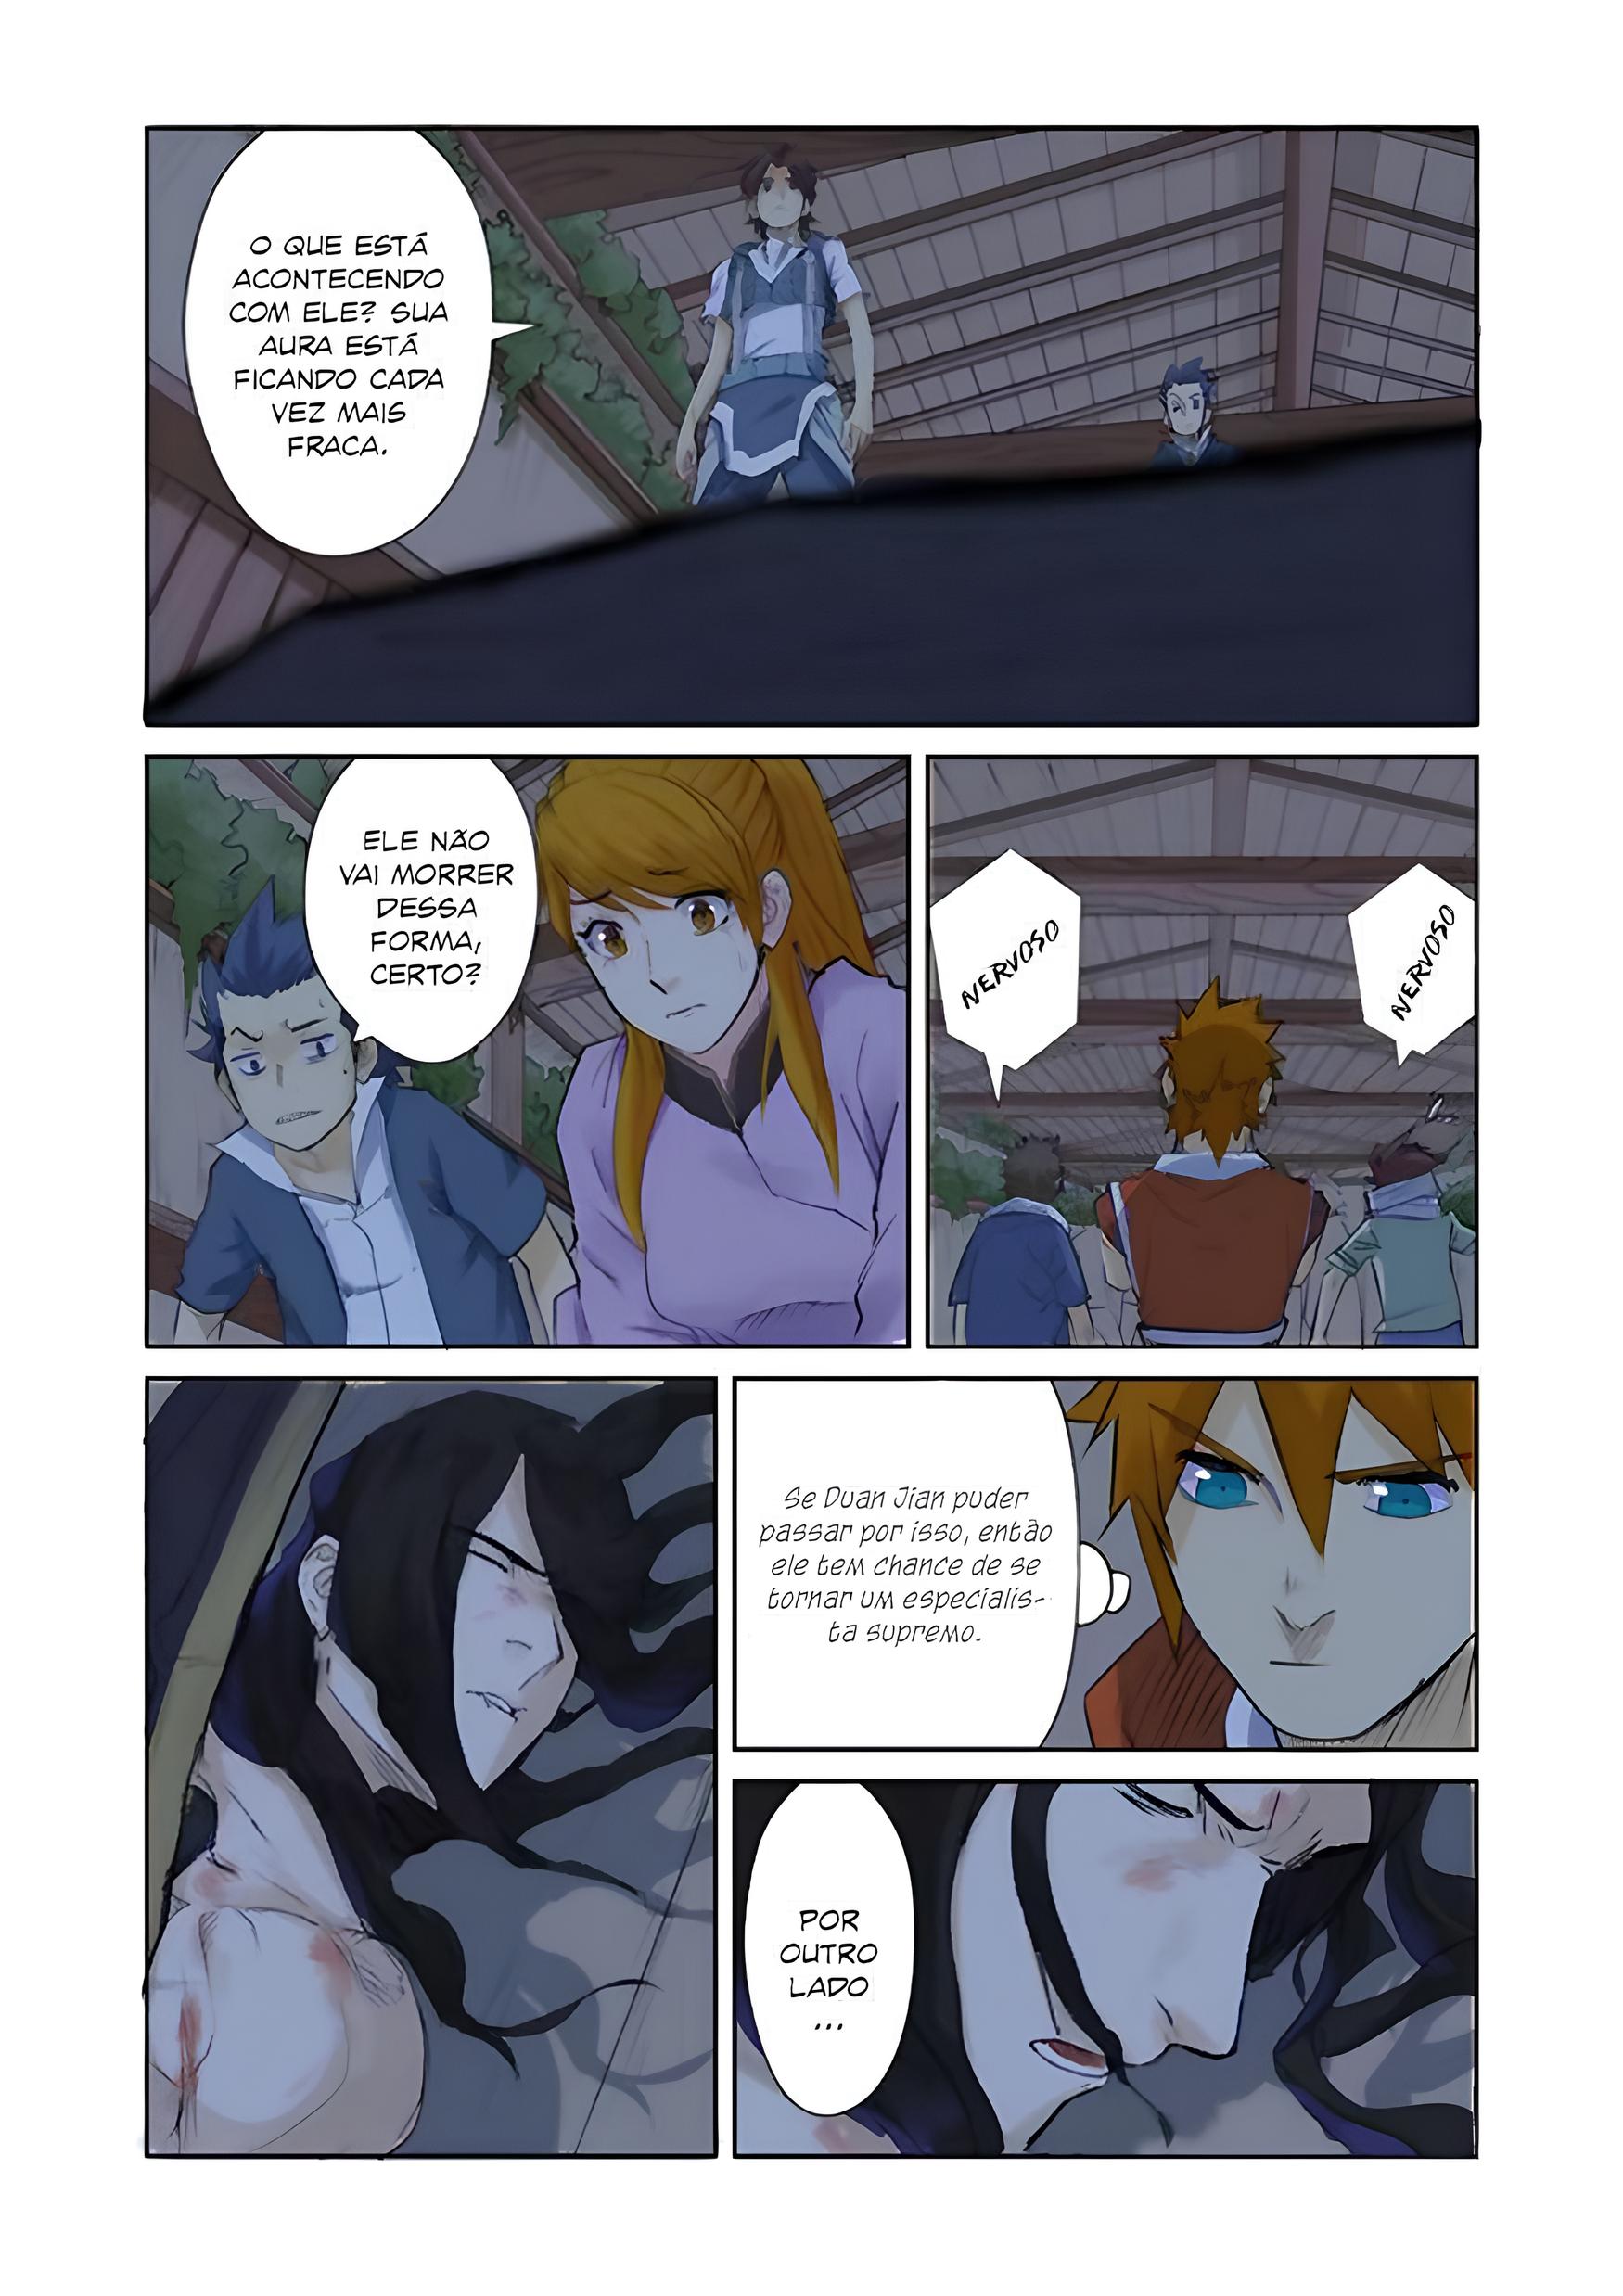 O QUE ESTÁ
ACONTECENDO
COM ELE? SUA
AURA ESTÁ
FICANDO CADA
VEZ MAIS
FRACA.
ELE NÃO
VAI MORRER
DESSA
FORMA,
CERTO?
NERVOSO
NERVOSO
Se Duan Jian puder
passar por isso, então
ele tem chance de se
tornar um especialis-
ta supremo.
POR
OUTRO
LADO
...